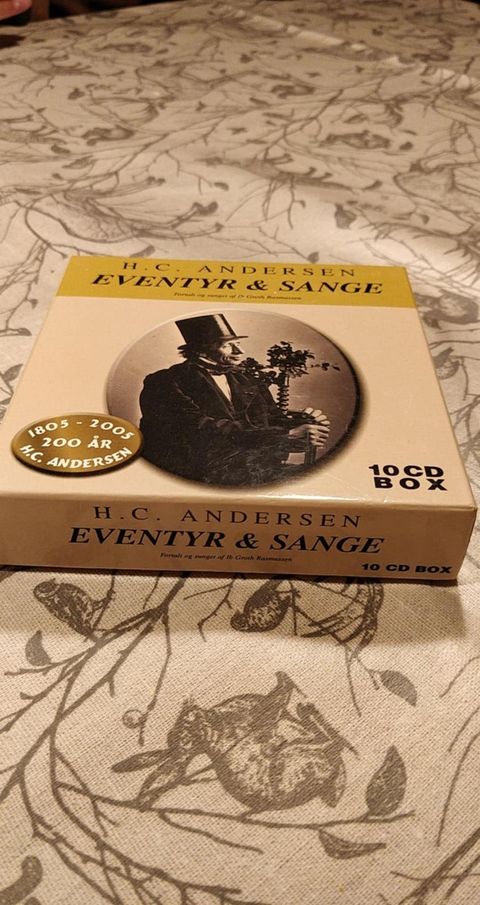 H.C. ANDERSEN
EVENTYR & SANGE
Fortalt og sunget af Ib Groth Rasmussen
1805 - 2005
200 ÅR
H.C. ANDERSEN
10 CD
BOX
H.C. ANDERSEN
EVENTYR & SANGE
Fortalt og sunget af Ib Groth Rasmussen
10 CD BOX